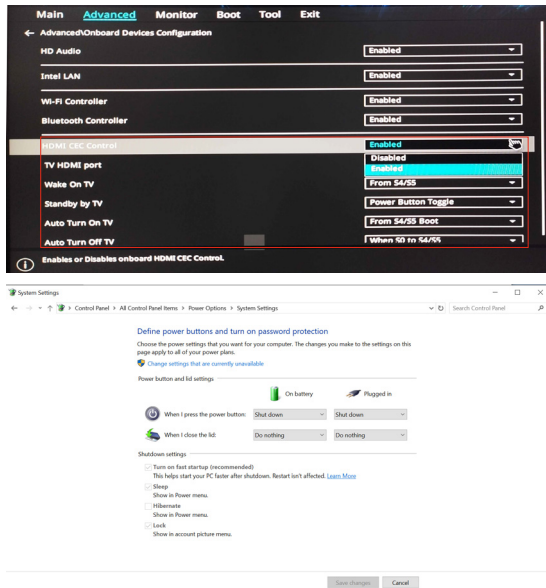 Main Advanced Monitor Boot Tool Exit
Advanced\Onboard Devices Configuration
HD Audio Enabled
Intel LAN Enabled
Wi-Fi Controller Enabled
Bluetooth Controller Enabled
HDMI CEC Control Enabled
Disabled
TV HDMI port Enabled
Wake On TV From S4/S5
Standby by TV Power Button Toggle
Auto Turn On TV From S4/S5 Boot
Auto Turn Off TV When S0 to S4/S5
Enables or Disables onboard HDMI CEC Control.
System Settings
Control Panel > All Control Panel Items > Power Options > System Settings Search Control Panel
Define power buttons and turn on password protection
Choose the power settings that you want for your computer. The changes you make to the settings on this
page apply to all of your power plans.
Change settings that are currently unavailable
Power button and lid settings
On battery Plugged in
When I press the power button: Shut down Shut down
When I close the lid: Do nothing Do nothing
Shutdown settings
Turn on fast startup (recommended)
This helps start your PC faster after shutdown. Restart isn't affected. Learn More
Sleep
Show in Power menu.
Hibernate
Show in Power menu.
Lock
Show in account picture menu.
Save changes Cancel